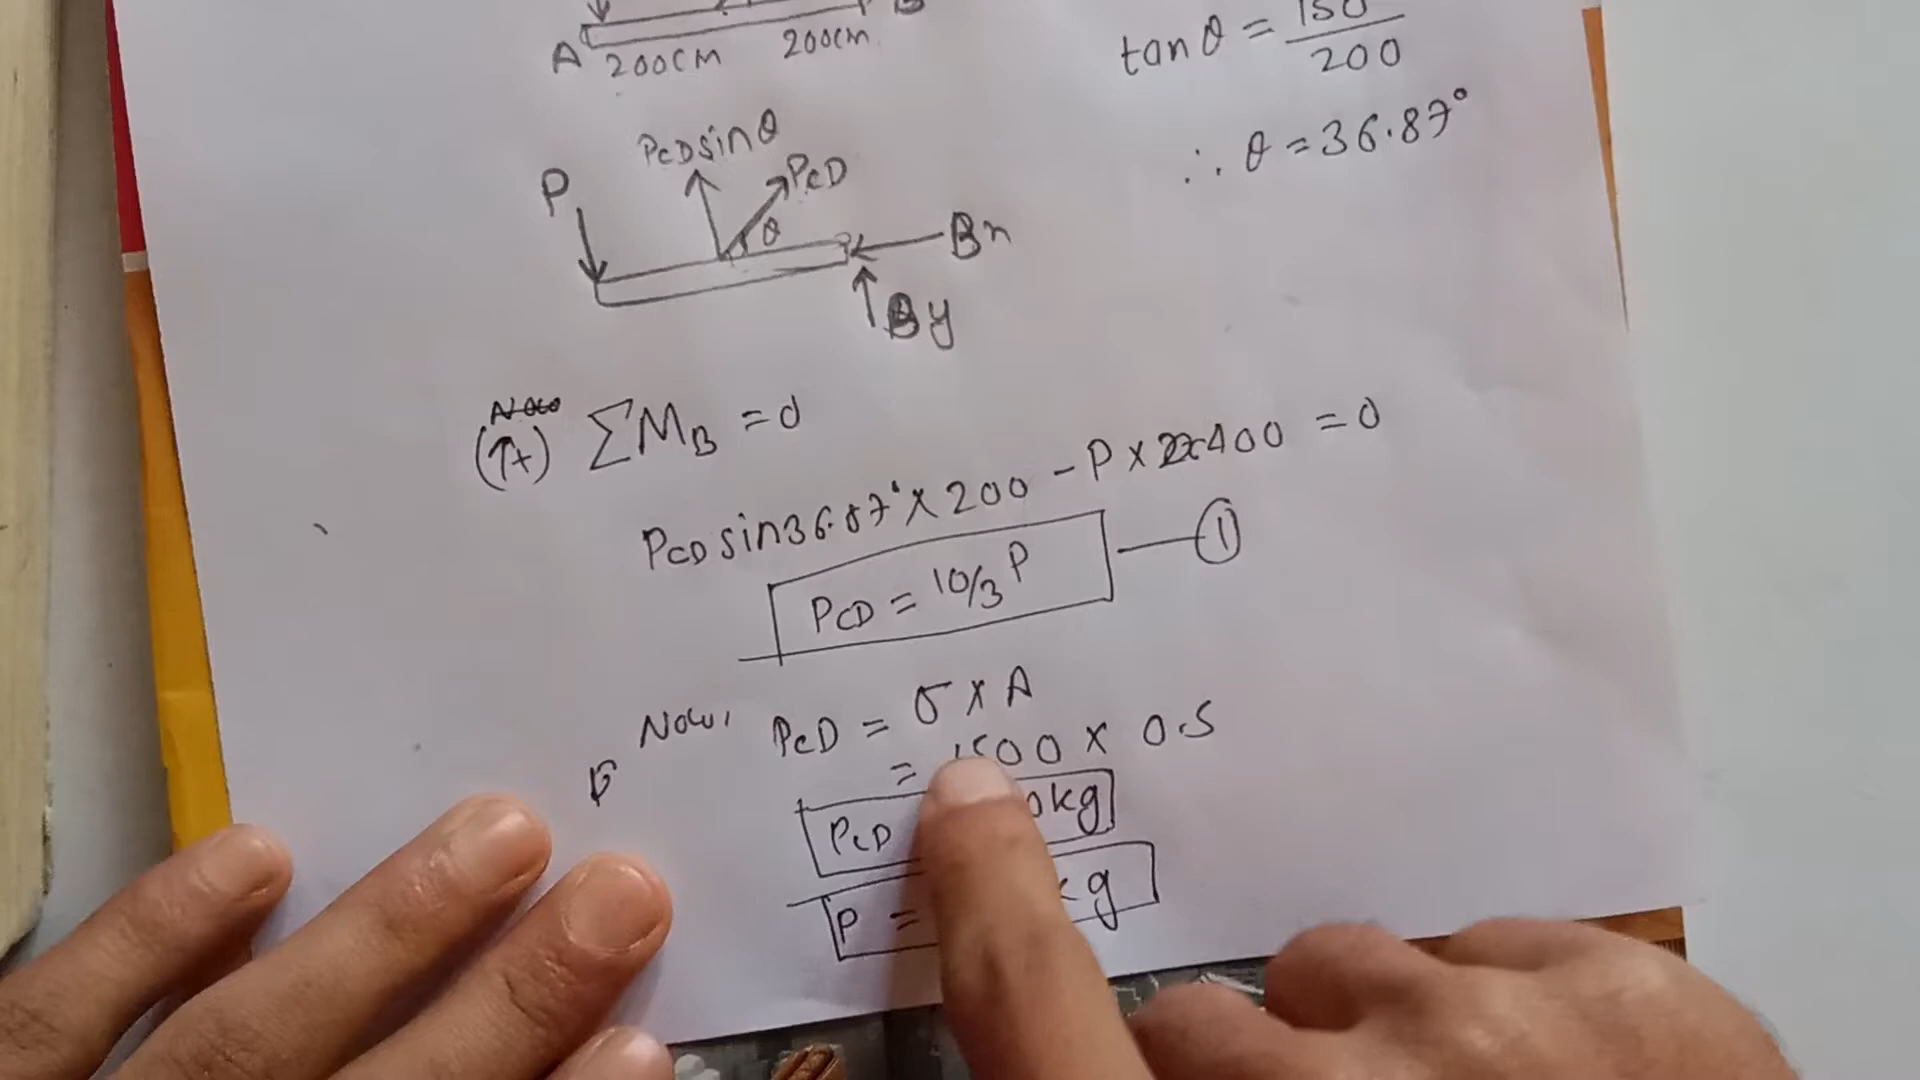 A 200cm 200cm B
tanθ = 150/200
∴ θ = 36.87°
PCD sinθ
P PCD
θ Bx
By
(↑+) ΣMB = 0
PCD sin36.87° × 200 - P × 400 = 0
PCD = 10/3 P —①
Now, PCD = σ × A
= 1500 × 0.5
PCD kg
P = kg